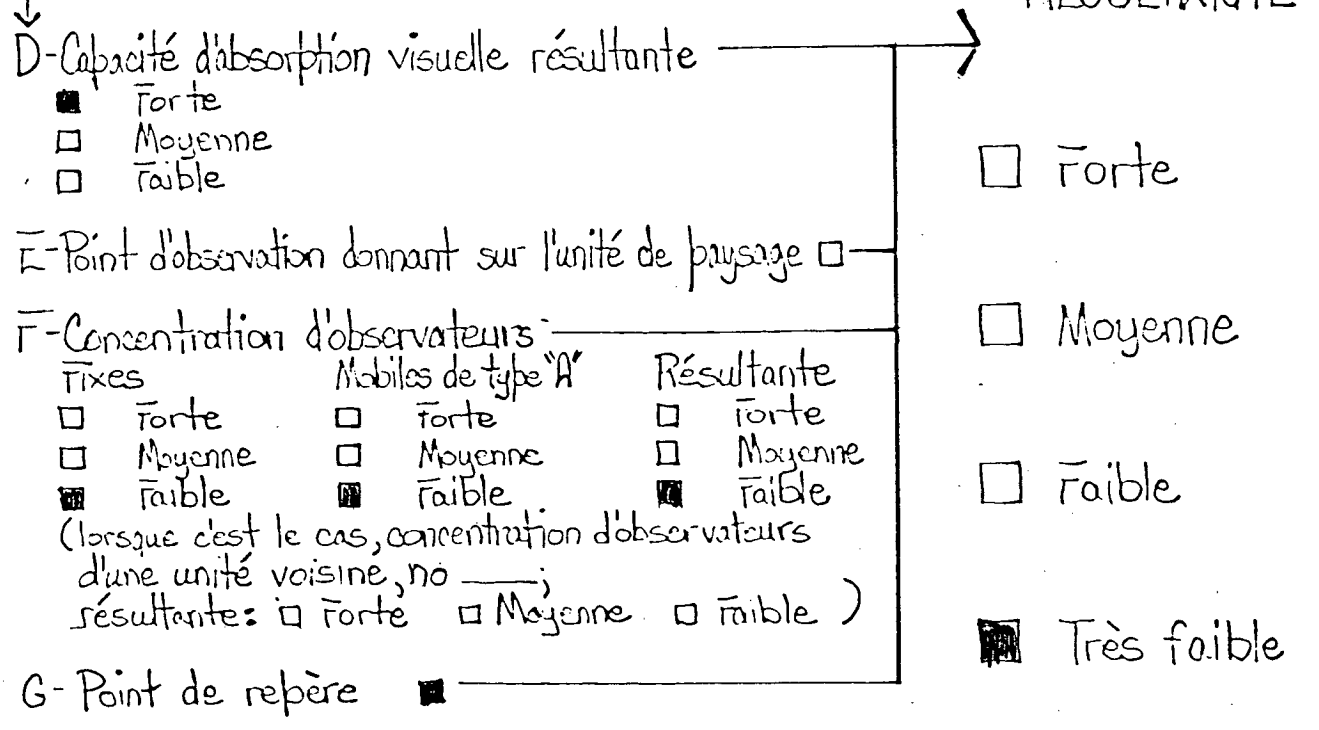 D-Capacité d'absorption visuelle résultante
■ Forte
□ Moyenne
□ Faible
E-Point d'observation donnant sur l'unité de paysage □
F-Concentration d'observateurs
Fixes Mobiles de type "A" Résultante
□ Forte □ Forte □ Forte
□ Moyenne □ Moyenne □ Moyenne
■ Faible ■ Faible ■ Faible
(lorsque c'est le cas, concentration d'observateurs
d'une unité voisine, no ____;
résultante: □ Forte □ Moyenne □ Faible )
G- Point de repère ■
□ Forte
□ Moyenne
□ Faible
■ Très faible